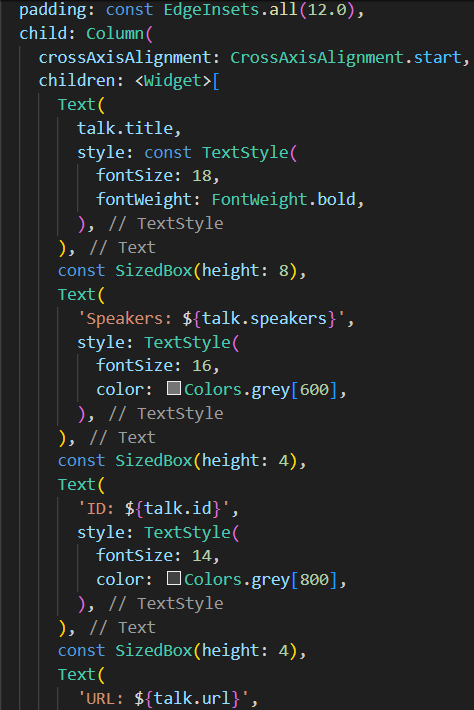 padding: const EdgeInsets.all(12.0),
child: Column(
crossAxisAlignment: CrossAxisAlignment.start,
children: <Widget>[
Text(
talk.title,
style: const TextStyle(
fontSize: 18,
fontWeight: FontWeight.bold,
), // TextStyle
), // Text
const SizedBox(height: 8),
Text(
'Speakers: ${talk.speakers}',
style: TextStyle(
fontSize: 16,
color: Colors.grey[600],
), // TextStyle
), // Text
const SizedBox(height: 4),
Text(
'ID: ${talk.id}',
style: TextStyle(
fontSize: 14,
color: Colors.grey[800],
), // TextStyle
), // Text
const SizedBox(height: 4),
Text(
'URL: ${talk.url}',